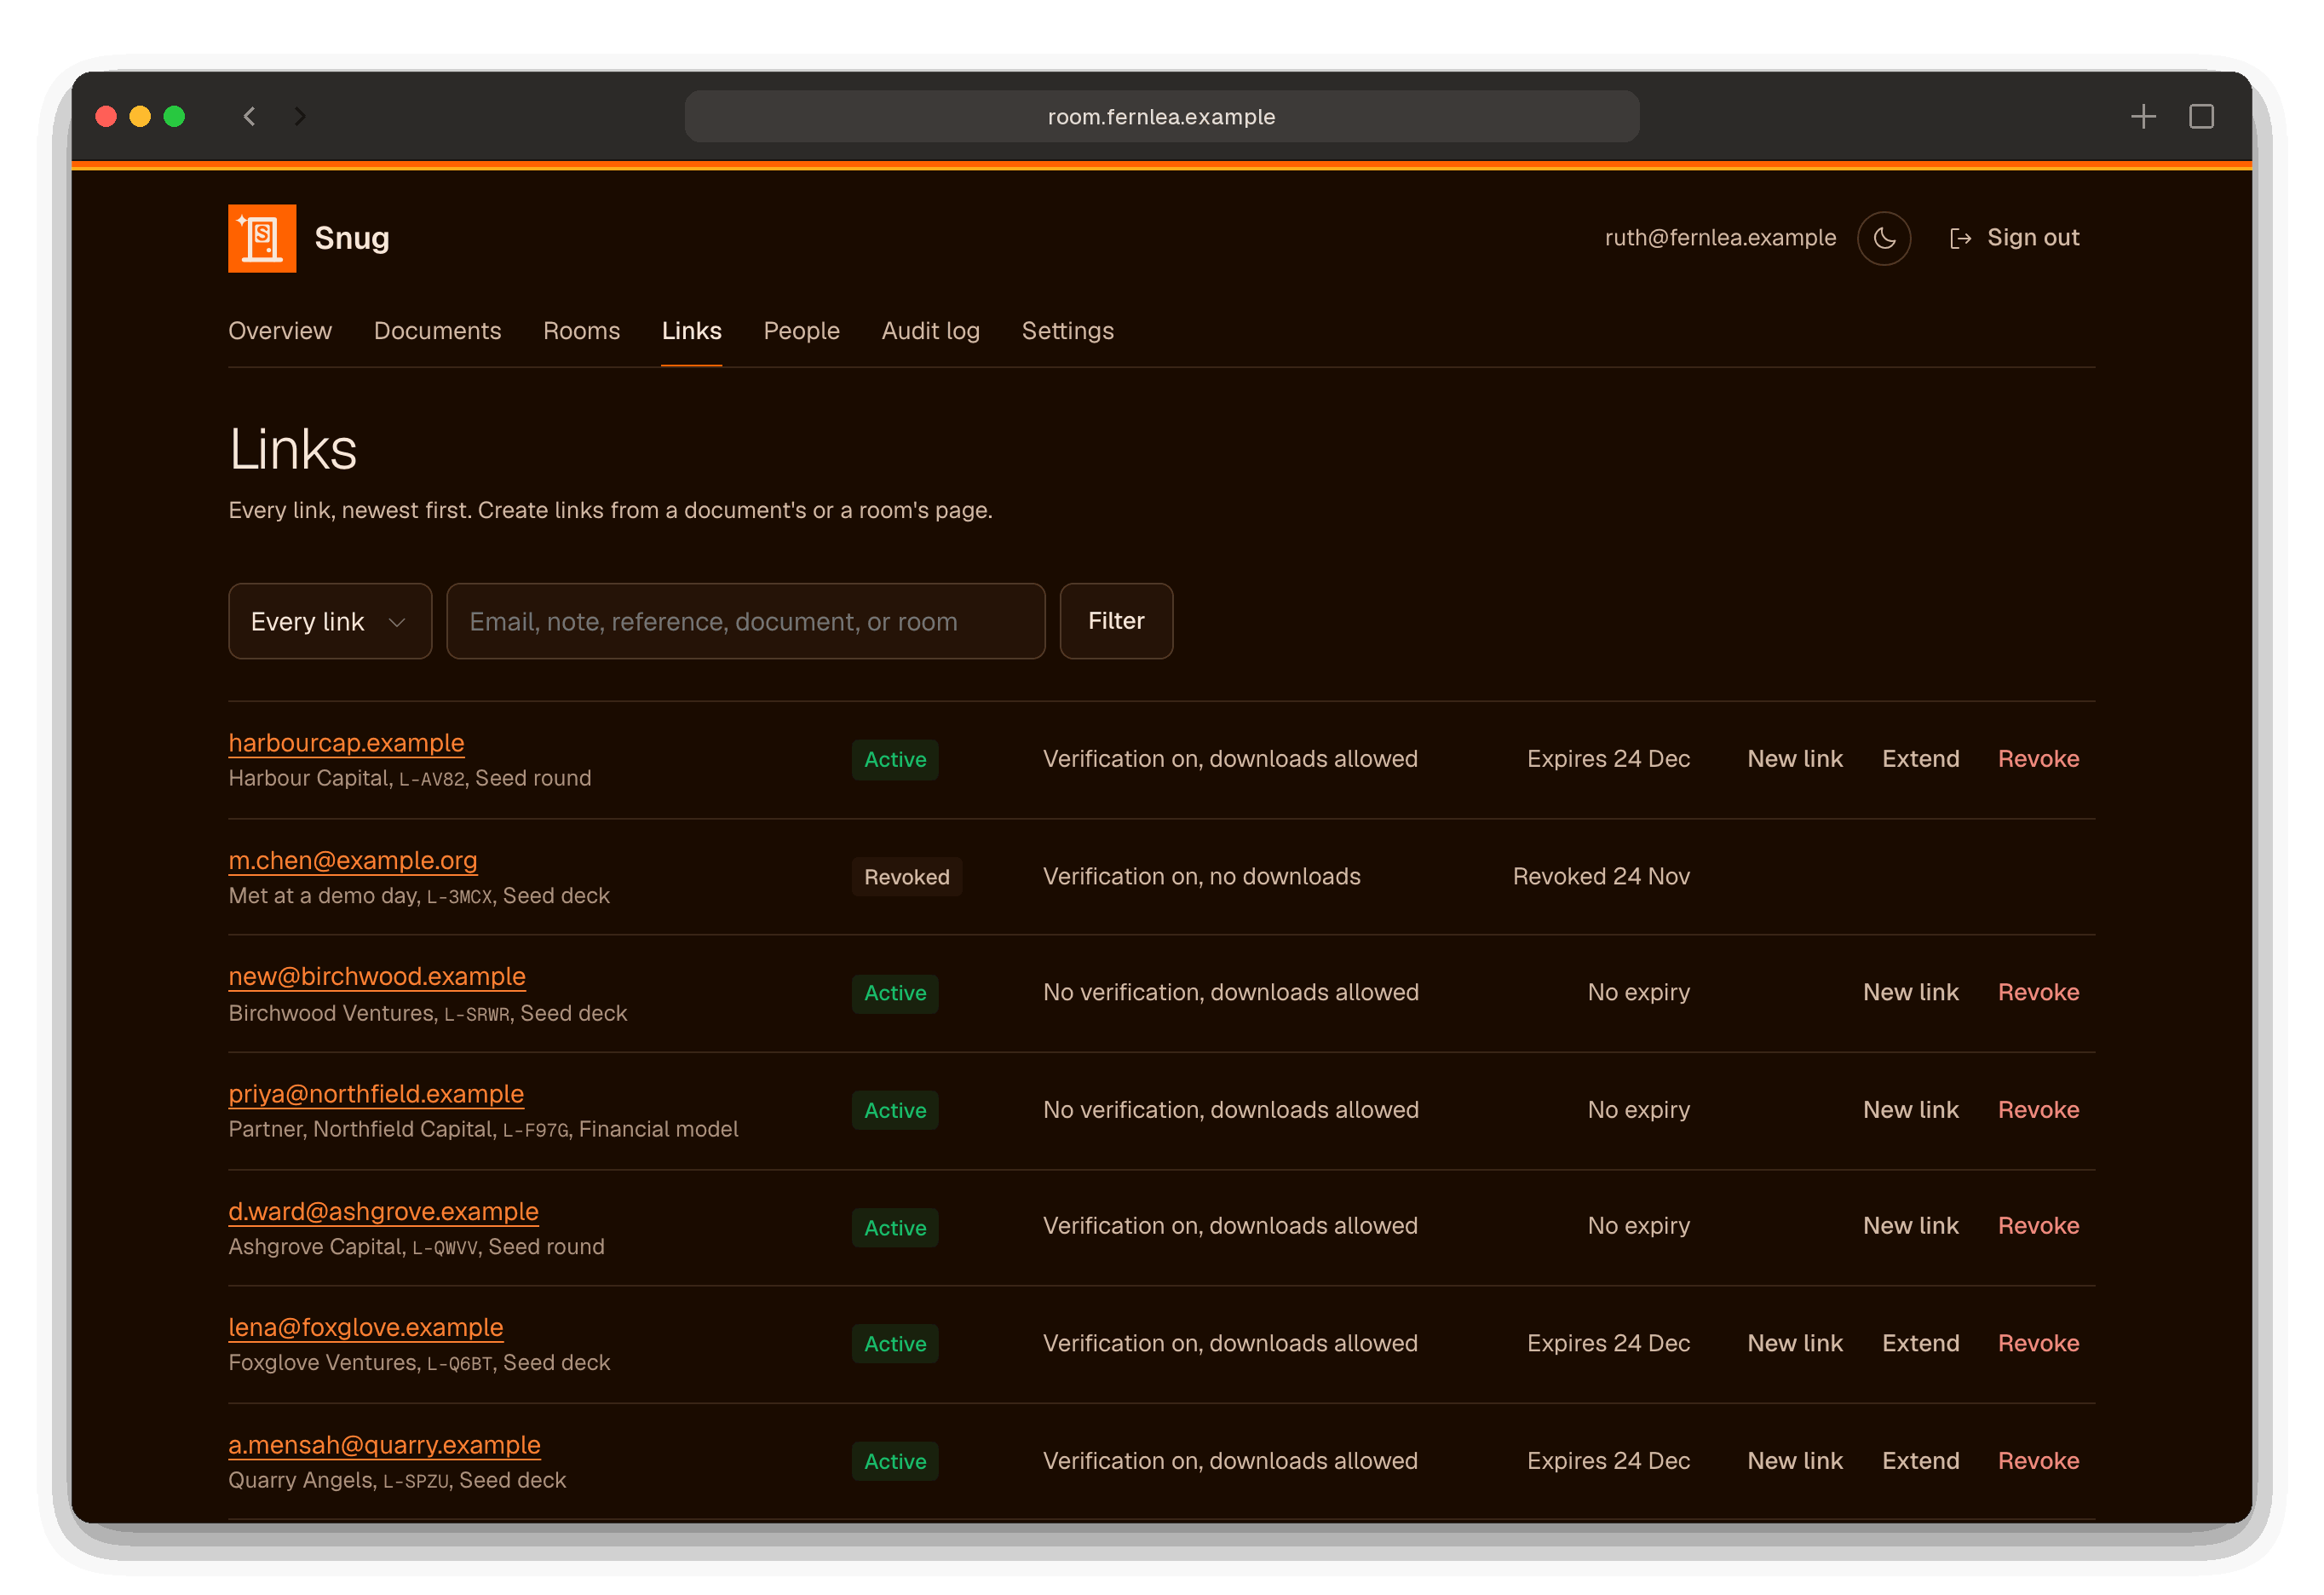 room.fernlea.example
Snug
ruth@fernlea.example
Sign out
Overview Documents Rooms Links People Audit log Settings
Links
Every link, newest first. Create links from a document's or a room's page.
Every link
Email, note, reference, document, or room
Filter
harbourcap.example
Harbour Capital, L-AV82, Seed round
Active
Verification on, downloads allowed
Expires 24 Dec
New link Extend Revoke
m.chen@example.org
Met at a demo day, L-3MCX, Seed deck
Revoked
Verification on, no downloads
Revoked 24 Nov
new@birchwood.example
Birchwood Ventures, L-SRWR, Seed deck
Active
No verification, downloads allowed
No expiry
New link Revoke
priya@northfield.example
Partner, Northfield Capital, L-F97G, Financial model
Active
No verification, downloads allowed
No expiry
New link Revoke
d.ward@ashgrove.example
Ashgrove Capital, L-QWVV, Seed round
Active
Verification on, downloads allowed
No expiry
New link Revoke
lena@foxglove.example
Foxglove Ventures, L-Q6BT, Seed deck
Active
Verification on, downloads allowed
Expires 24 Dec
New link Extend Revoke
a.mensah@quarry.example
Quarry Angels, L-SPZU, Seed deck
Active
Verification on, downloads allowed
Expires 24 Dec
New link Extend Revoke